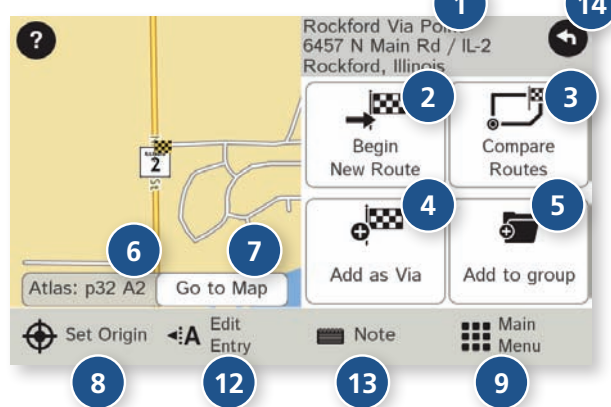 ?
1
14
Rockford Via Point
6457 N Main Rd / IL-2
Rockford, Illinois
2
3
Begin
New Route
Compare
Routes
2
St
4
5
Add as Via
Add to group
6
7
Atlas: p32 A2
Go to Map
Set Origin
A Edit
Entry
Note
Main
Menu
8
12
13
9